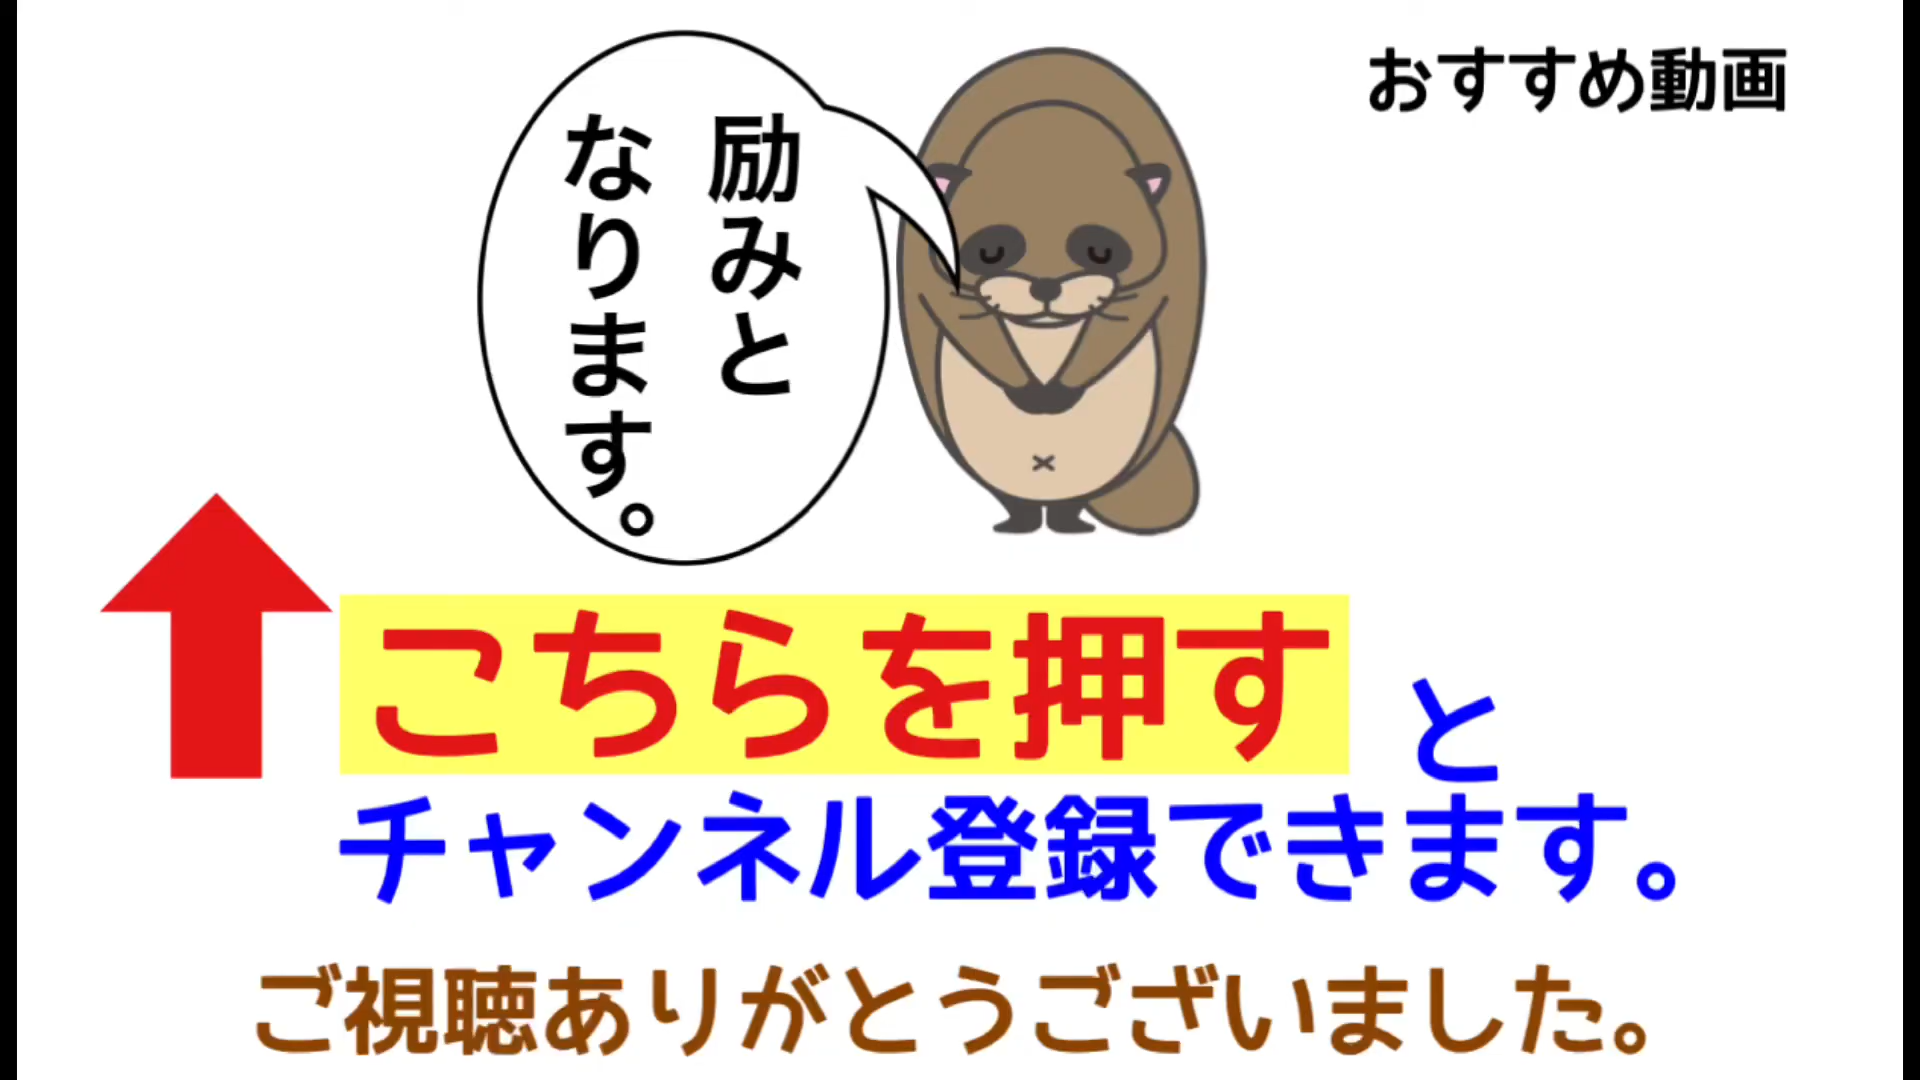 おすすめ動画
励みと
なります。
こちらを押す
と
チャンネル登録できます。
ご視聴ありがとうございました。